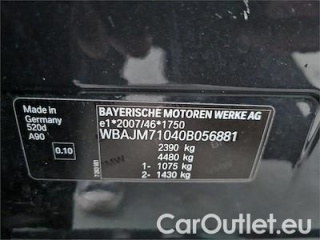 BAYERISCHE MOTOREN WERKE AG
e1*2007/46*1750
WBAJM71040B056881
2390 kg
4480 kg
1- 1075 kg
2- 1430 kg
Made in
Germany
520d
A90
0.10
CarOutlet.eu